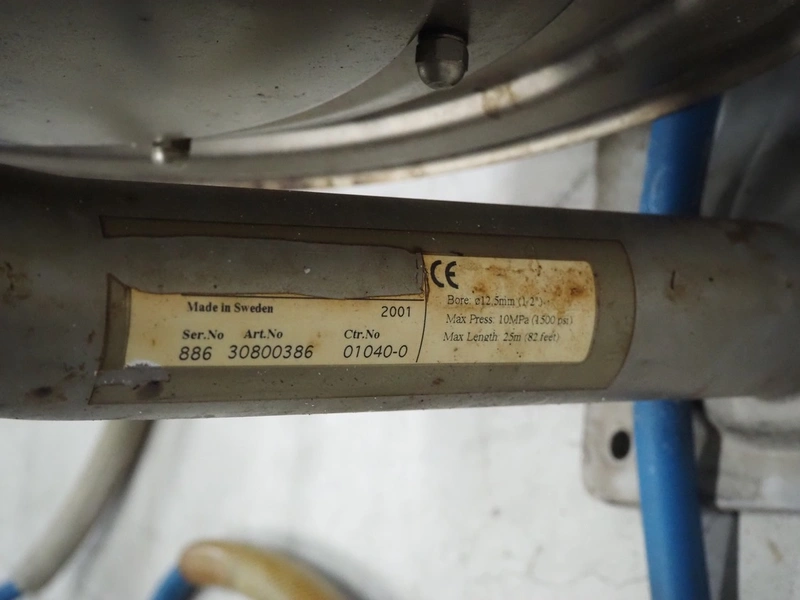 Made in Sweden 2001
Ser.No Art.No Ctr.No
886 30800386 01040-0
CE
Bore: ø12,5mm (1/2")
Max Press: 10MPa (1500 psi)
Max Length: 25m (82 feet)